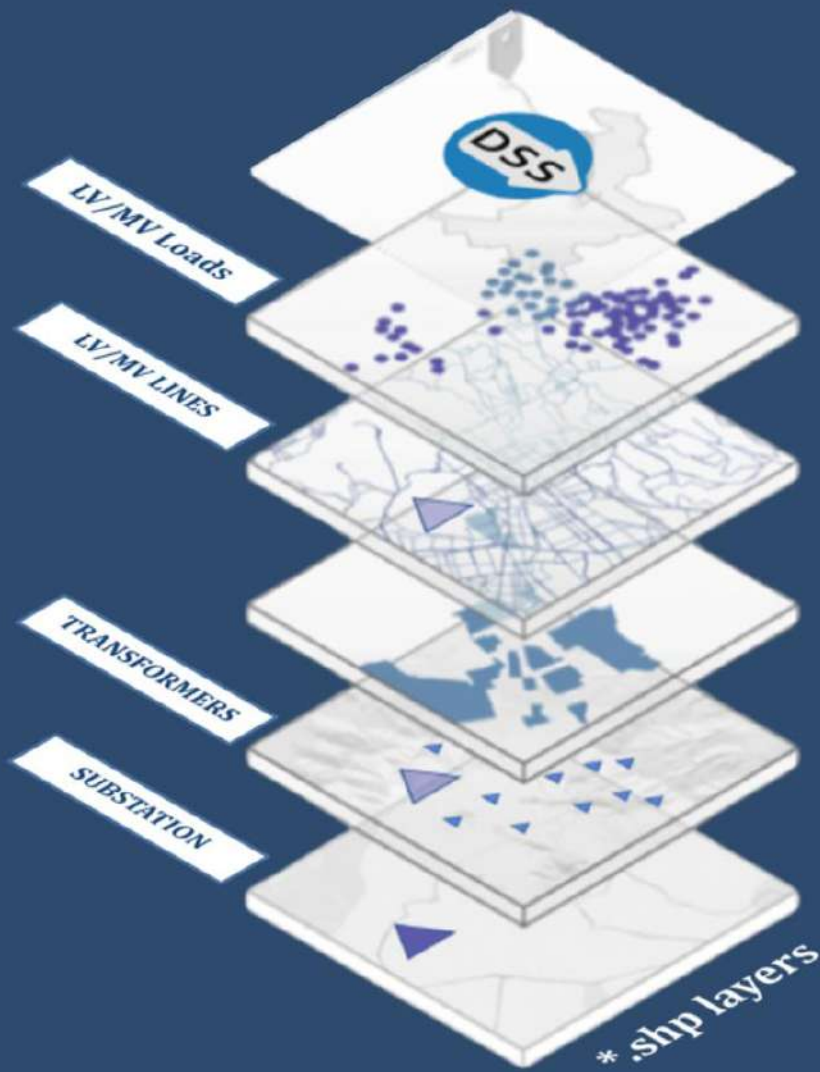 DSS
LV/MV Loads
LV/MV LINES
TRANSFORMERS
SUBSTATION
* .shp layers